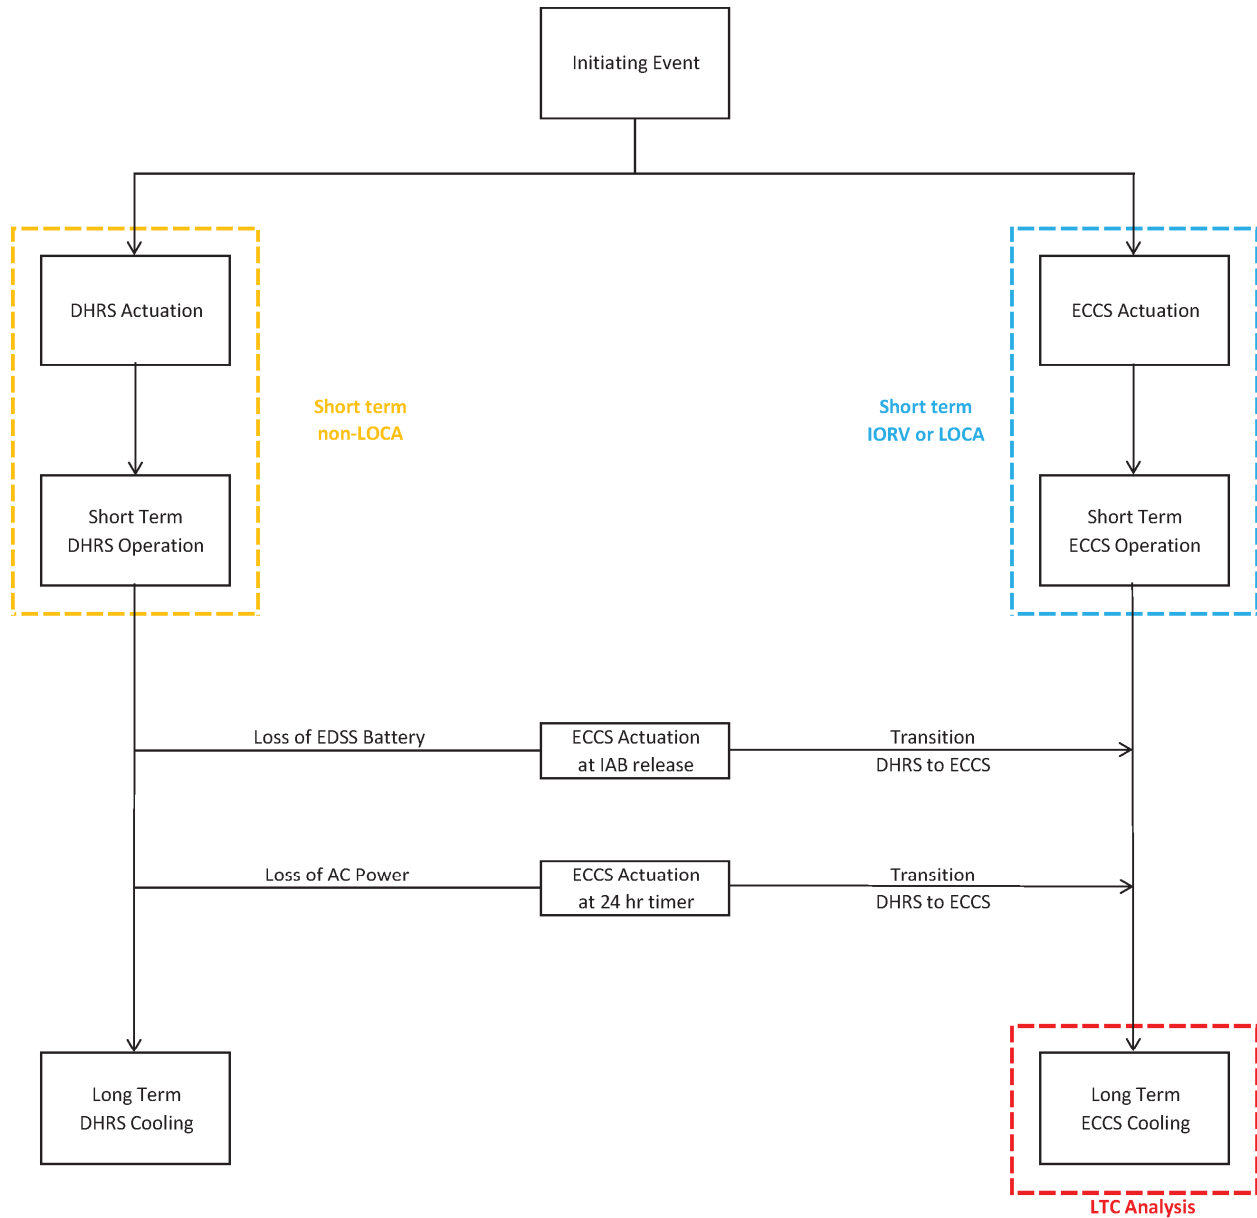 Initiating Event
DHRS Actuation
ECCS Actuation
Short term
non-LOCA
Short term
IORV or LOCA
Short Term
DHRS Operation
Short Term
ECCS Operation
Loss of EDSS Battery
ECCS Actuation
at IAB release
Transition
DHRS to ECCS
Loss of AC Power
ECCS Actuation
at 24 hr timer
Transition
DHRS to ECCS
Long Term
DHRS Cooling
Long Term
ECCS Cooling
LTC Analysis